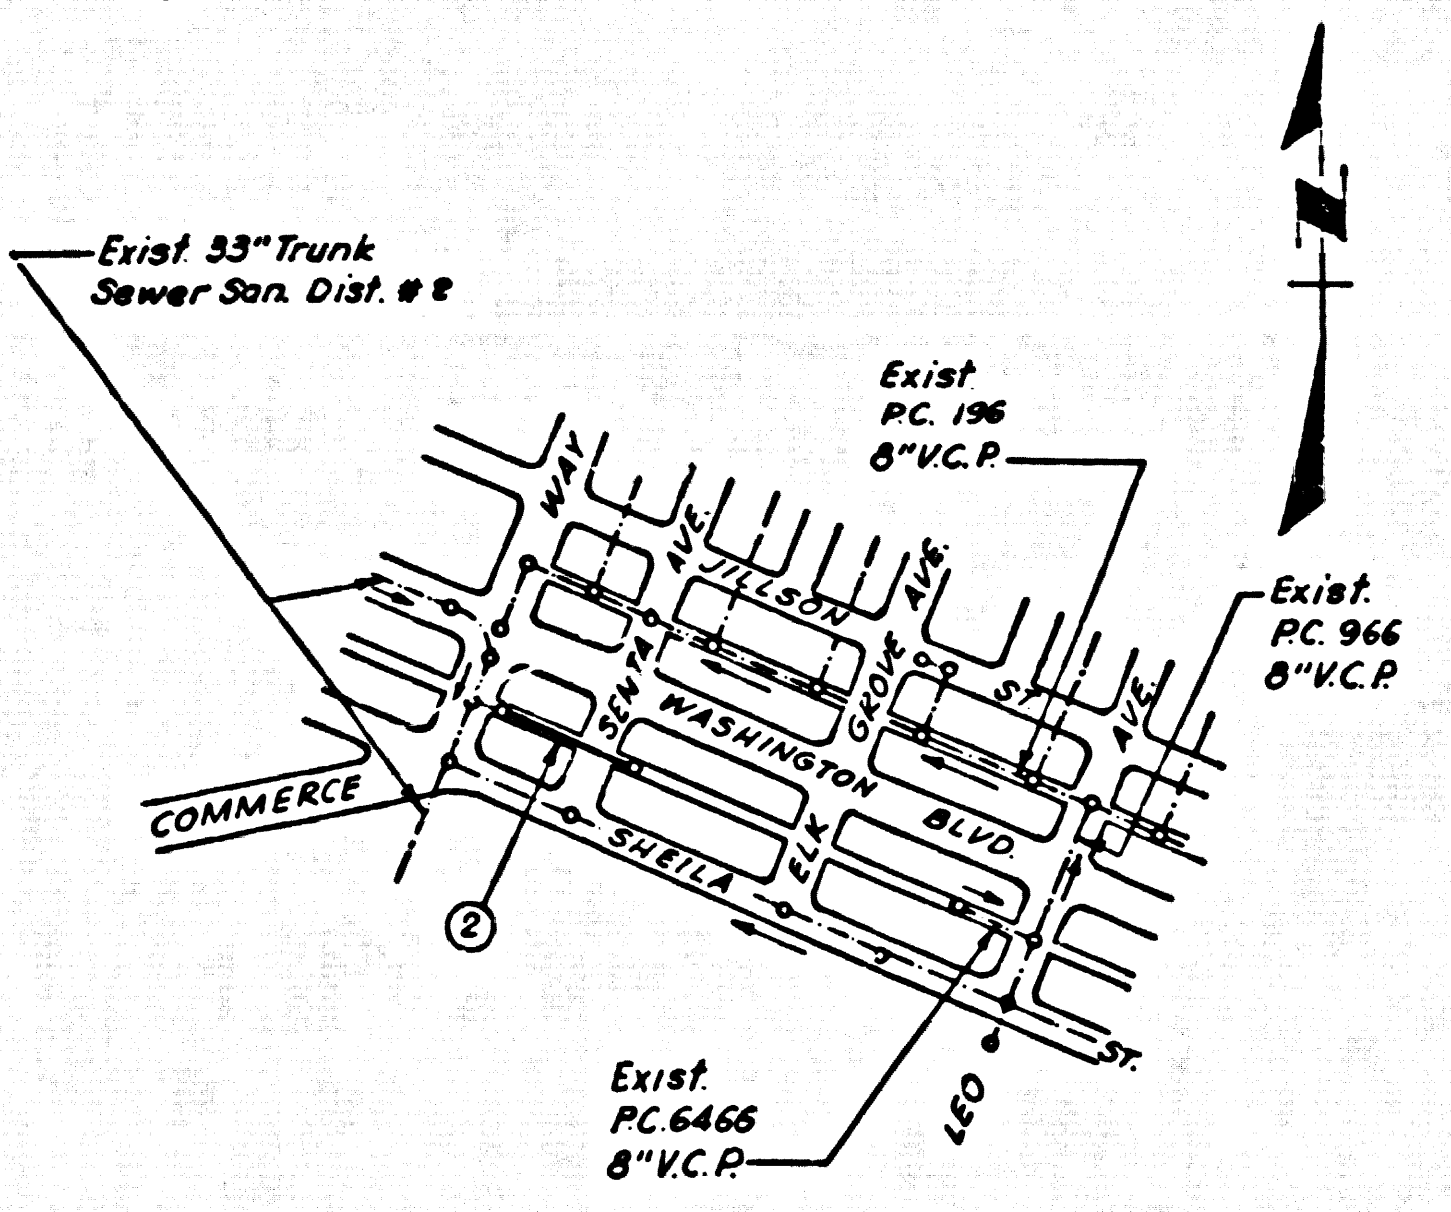 N
Exist. 33" Trunk
Sewer San. Dist. # 2
Exist
P.C. 196
8" V.C.P.
Exist.
P.C. 966
8" V.C.P.
WAY
AVE.
JILLSON
AVE.
ST.
AVE.
SENTA
GROVE
WASHINGTON
BLVD.
COMMERCE
SHEILA
ELK
ST.
2
LEO
Exist.
P.C. 6466
8" V.C.P.